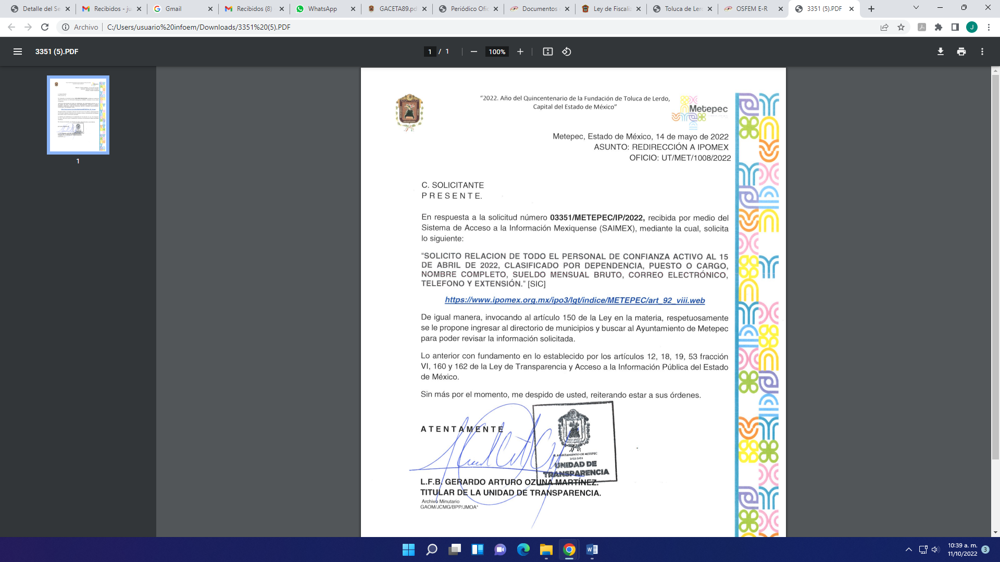 Detalle del Se
Recibidos - ju
Gmail
Recibidos (8)
WhatsApp
GACETA89.pd
Periódico Ofic
Documentos
Ley de Fiscaliz
Toluca de Lerd
OSFEM E-R
3351 (5).PDF
Archivo
C:/Users/usuario%20infoem/Downloads/3351%20(5).PDF
J
3351 (5).PDF
1 / 1
100%
1
"2022. Año del Quincentenario de la Fundación de Toluca de Lerdo,
Capital del Estado de México"
Metepec
Metepec, Estado de México, 14 de mayo de 2022
ASUNTO: REDIRECCIÓN A IPOMEX
OFICIO: UT/MET/1008/2022
C. SOLICITANTE
P R E S E N T E.
En respuesta a la solicitud número 03351/METEPEC/IP/2022, recibida por medio del
Sistema de Acceso a la Información Mexiquense (SAIMEX), mediante la cual, solicita
lo siguiente:
"SOLICITO RELACION DE TODO EL PERSONAL DE CONFIANZA ACTIVO AL 15
DE ABRIL DE 2022, CLASIFICADO POR DEPENDENCIA, PUESTO O CARGO,
NOMBRE COMPLETO, SUELDO MENSUAL BRUTO, CORREO ELECTRÓNICO,
TELEFONO Y EXTENSIÓN." [SIC]
https://www.ipomex.org.mx/ipo3/lgt/indice/METEPEC/art_92_viii.web
De igual manera, invocando al artículo 150 de la Ley en la materia, respetuosamente
se le propone ingresar al directorio de municipios y buscar al Ayuntamiento de Metepec
para poder revisar la información solicitada.
Lo anterior con fundamento en lo establecido por los artículos 12, 18, 19, 53 fracción
VI, 160 y 162 de la Ley de Transparencia y Acceso a la Información Pública del Estado
de México.
Sin más por el momento, me despido de usted, reiterando estar a sus órdenes.
A T E N T A M E N T E
H. AYUNTAMIENTO DE METEPEC
2022-2024
UNIDAD DE
TRANSPARENCIA
L.F.B. GERARDO ARTURO OZUNA MARTÍNEZ.
TITULAR DE LA UNIDAD DE TRANSPARENCIA.
Archivo Minutario
GAOM/JCMG/BPP/JMOA*
10:39 a. m.
11/10/2022
3